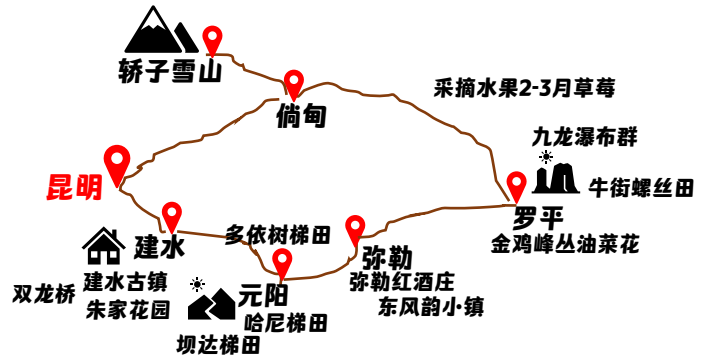 轿子雪山
采摘水果2-3月草莓
倘甸
九龙瀑布群
昆明
牛街螺丝田
罗平
金鸡峰丛油菜花
建水
多依树梯田
弥勒
建水古镇
弥勒红酒庄
双龙桥
朱家花园
元阳
东风韵小镇
哈尼梯田
坝达梯田